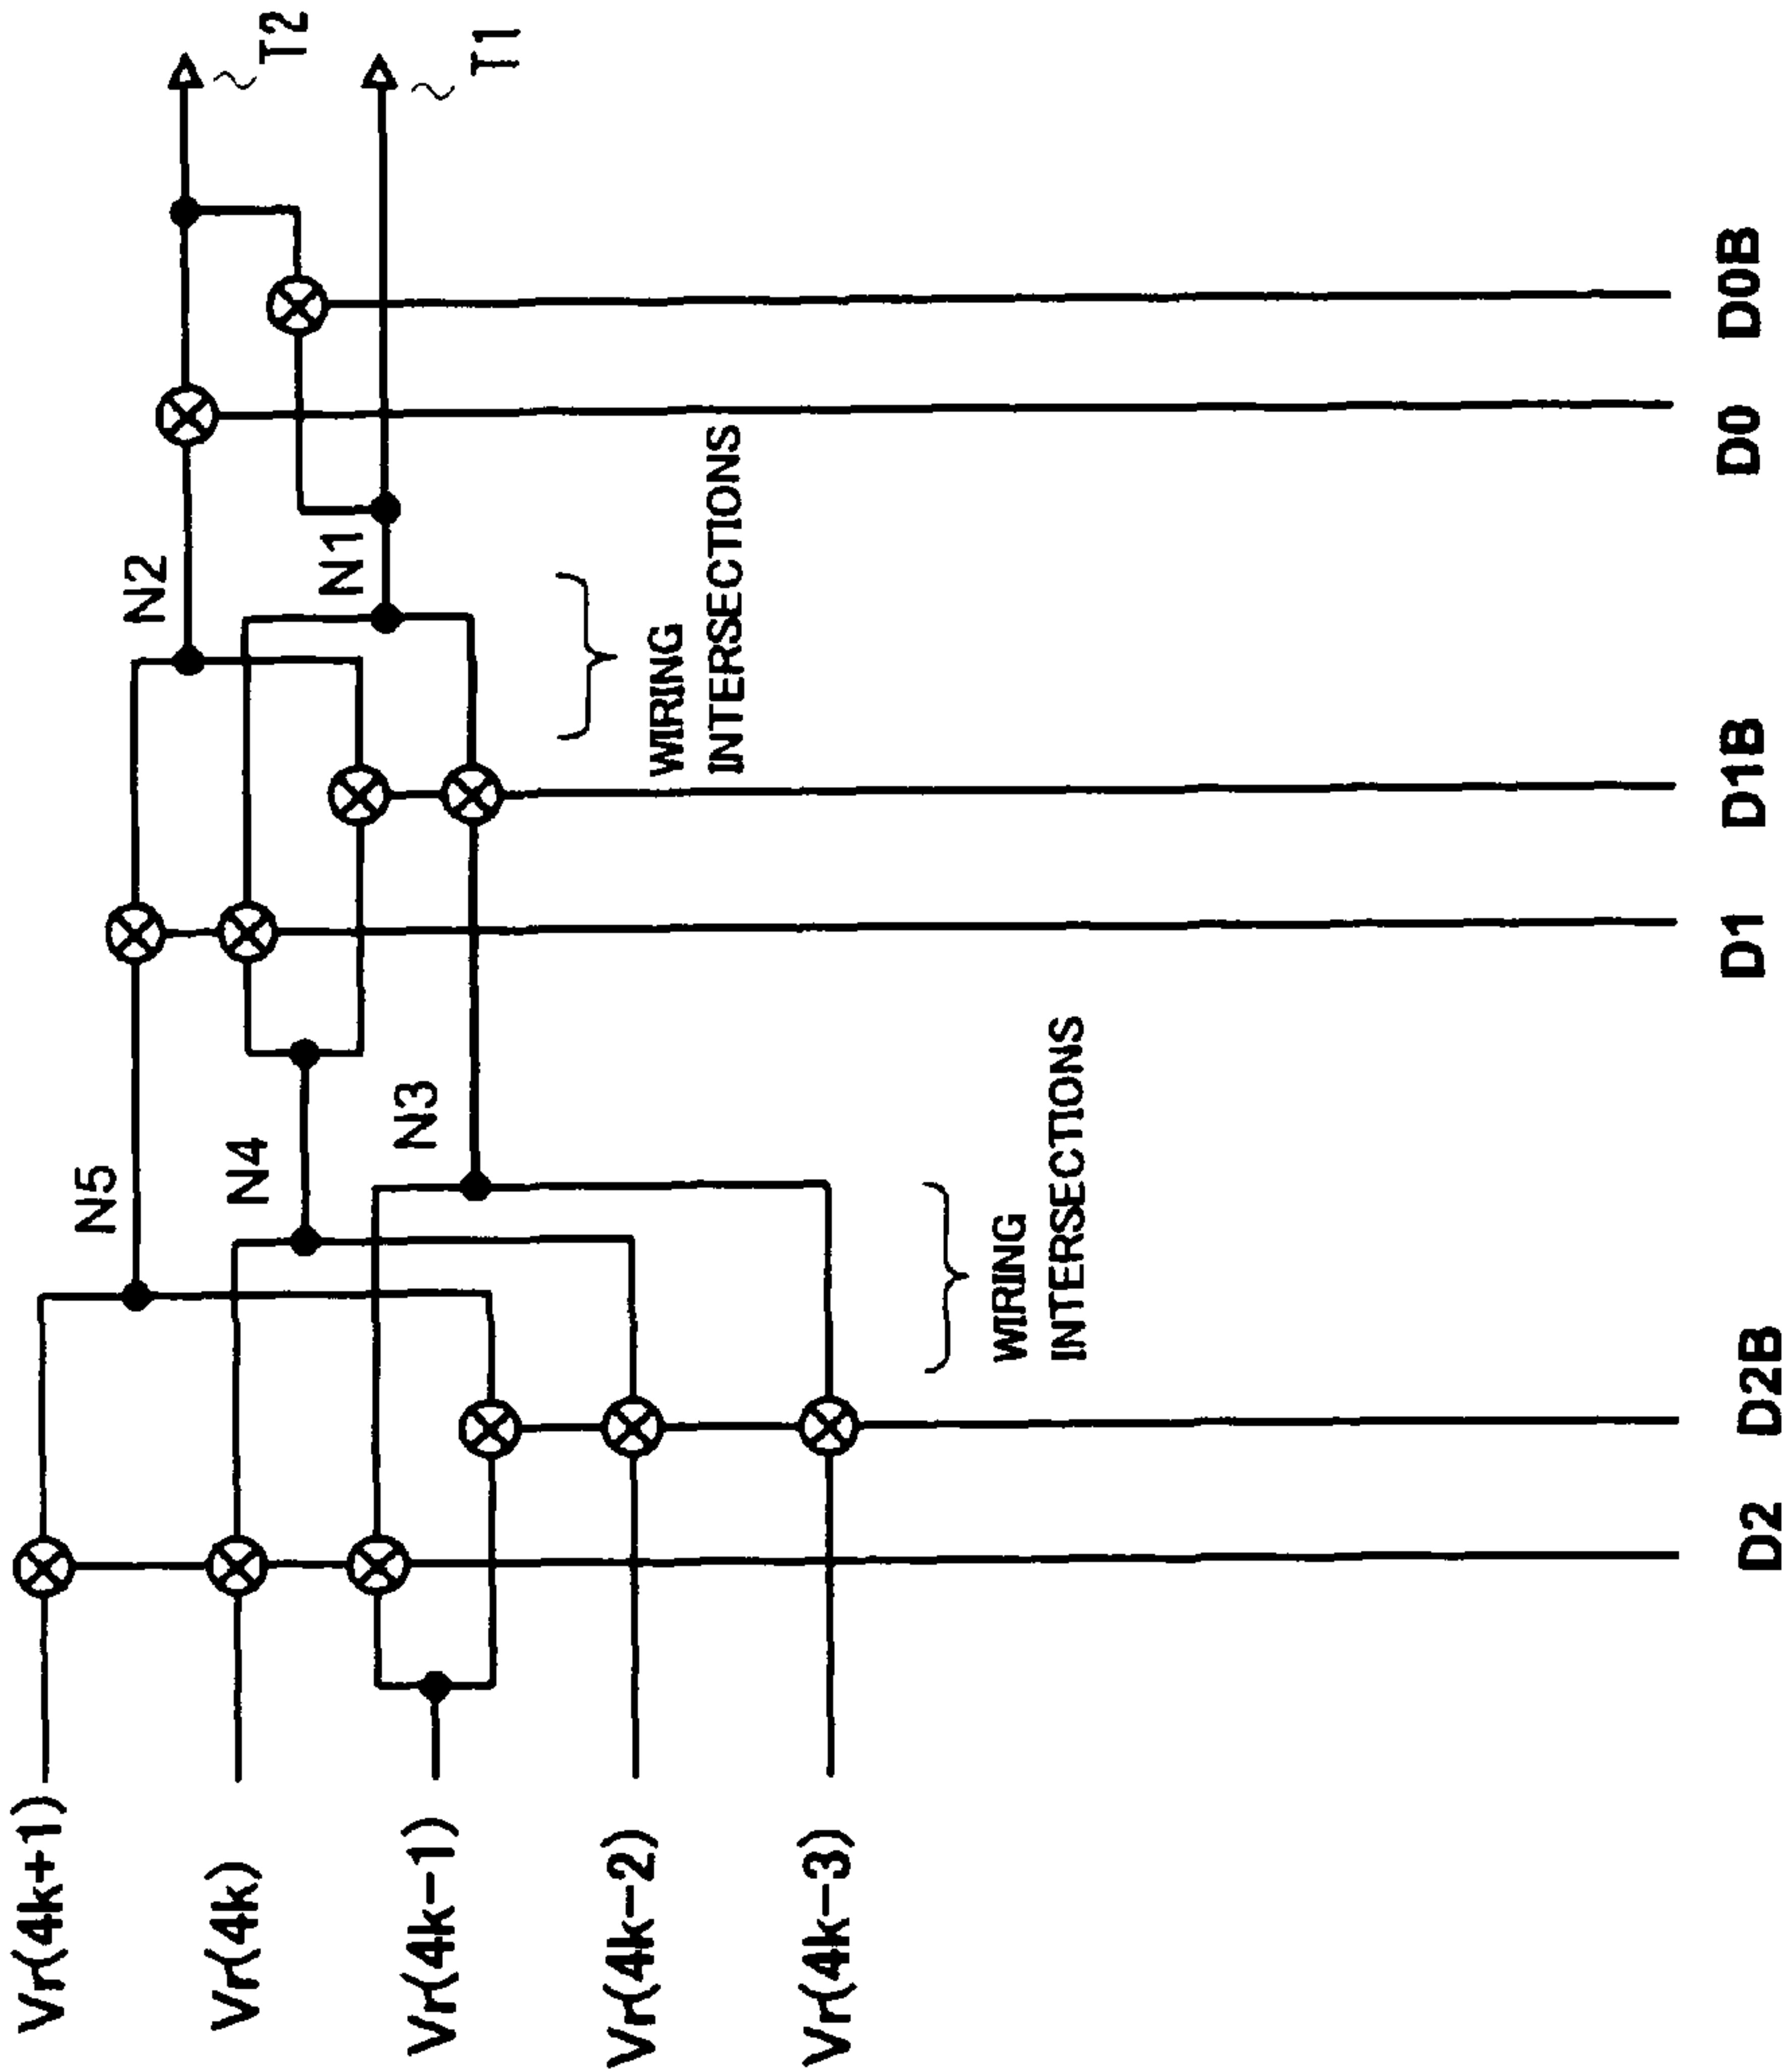 Vr(4k+1)
Vr(4k)
Vr(4k-1)
Vr(4k-2)
Vr(4k-3)
N5
N4
N3
WIRING
INTERSECTIONS
N2
N1
WIRING
INTERSECTIONS
T2
T1
D2
D2B
D1
D1B
D0
D0B